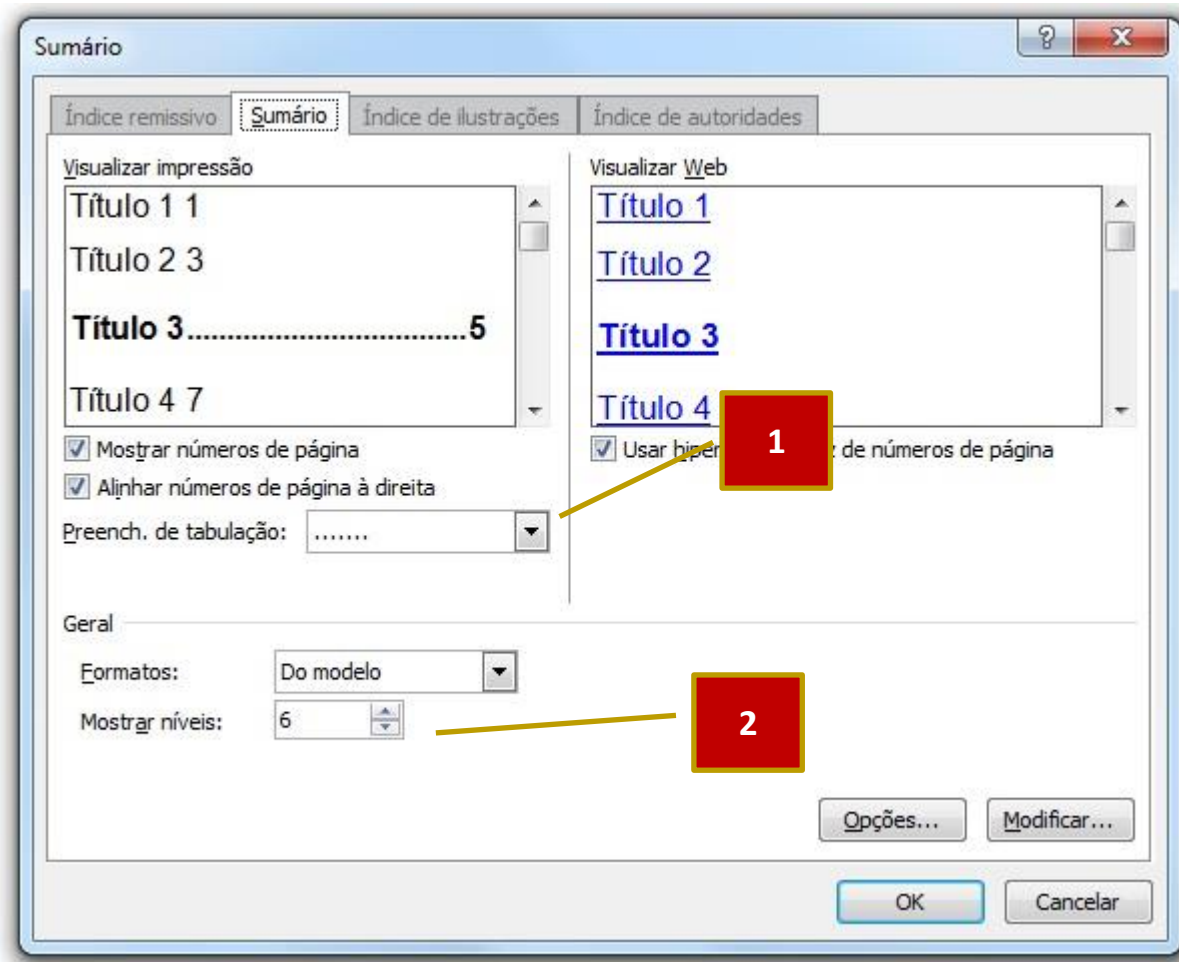 Sumário
Índice remissivo
Sumário
Índice de ilustrações
Índice de autoridades
Visualizar impressão
Título 1 1
Título 2 3
Título 3.................................5
Título 4 7
Mostrar números de página
Alinhar números de página à direita
Preench. de tabulação: .......
Visualizar Web
Título 1
Título 2
Título 3
Título 4
Usar de números de página
1
Geral
Formatos: Do modelo
Mostrar níveis: 6
2
Opções... Modificar...
OK Cancelar